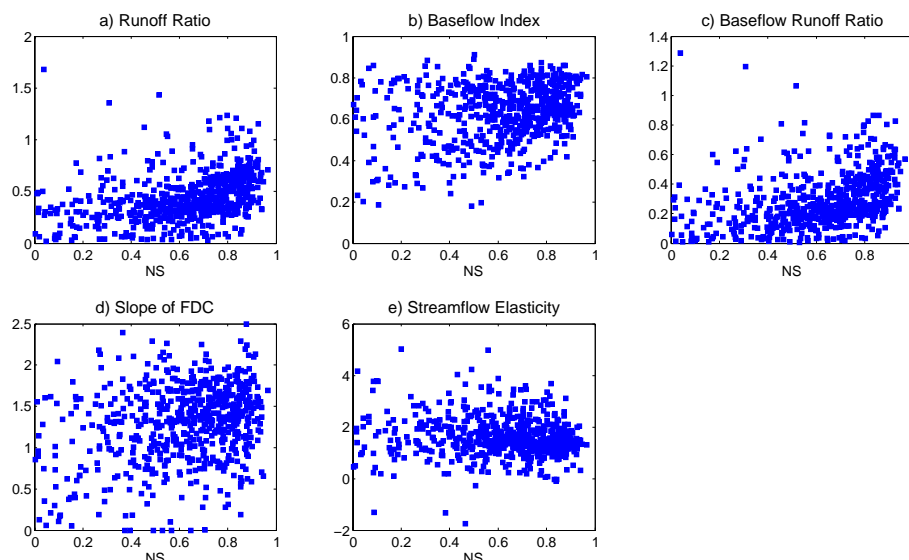 a) Runoff Ratio
2
1.5
1
0.5
0
0 0.2 0.4 0.6 0.8 1
NS
b) Baseflow Index
1
0.8
0.6
0.4
0.2
0
0 0.2 0.4 0.6 0.8 1
NS
c) Baseflow Runoff Ratio
1.4
1.2
1
0.8
0.6
0.4
0.2
0
0 0.2 0.4 0.6 0.8 1
NS
d) Slope of FDC
2.5
2
1.5
1
0.5
0
0 0.2 0.4 0.6 0.8 1
NS
e) Streamflow Elasticity
6
4
2
0
−2
0 0.2 0.4 0.6 0.8 1
NS